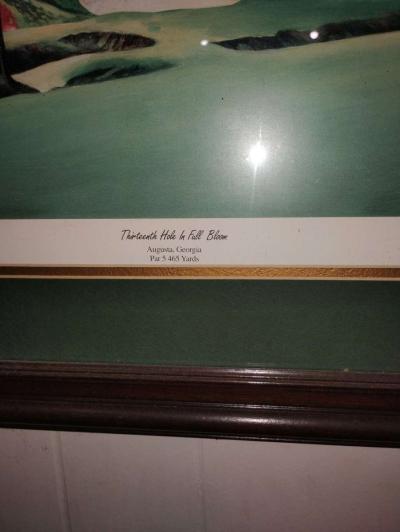 Thirteenth Hole In Full Bloom
Augusta, Georgia
Par 5 465 Yards